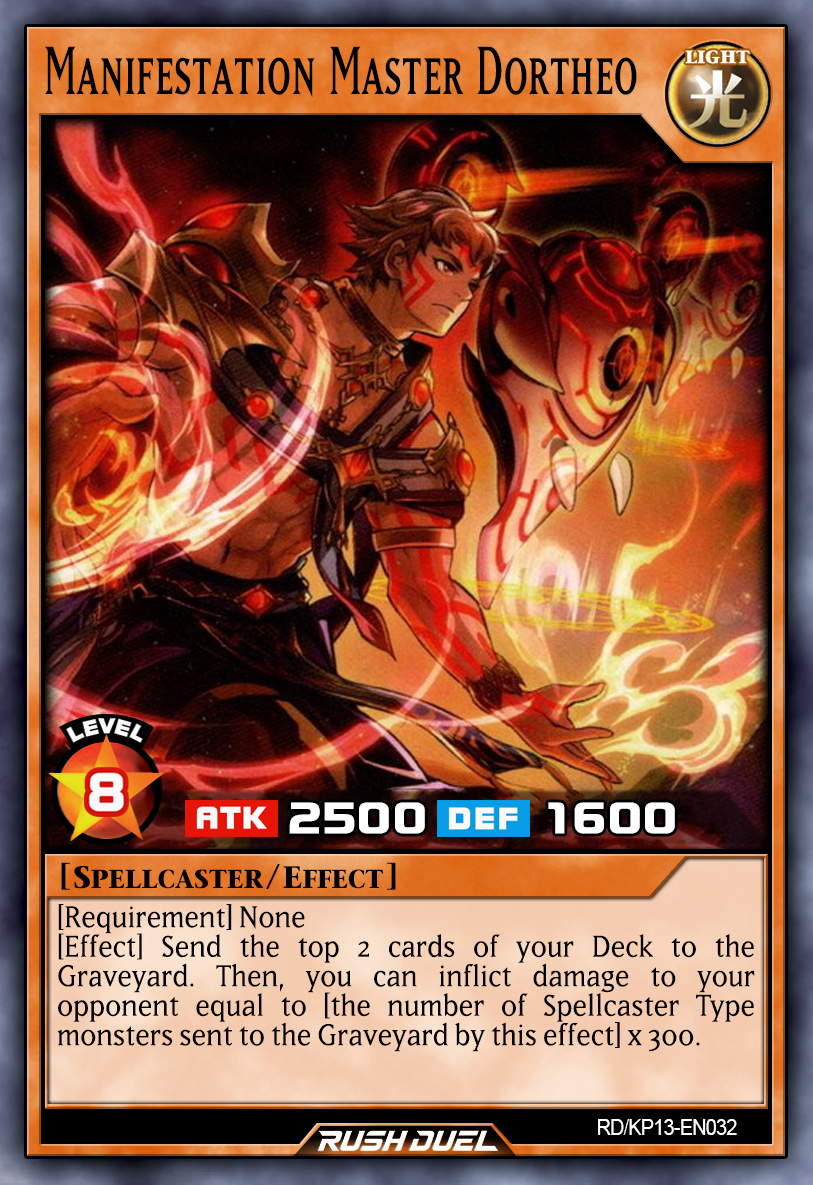 Manifestation Master Dortheo
LIGHT
光
LEVEL
8
ATK 2500 DEF 1600
[Spellcaster/Effect]
[Requirement] None
[Effect] Send the top 2 cards of your Deck to the
Graveyard. Then, you can inflict damage to your
opponent equal to [the number of Spellcaster Type
monsters sent to the Graveyard by this effect] x 300.
RD/KP13-EN032
RUSH DUEL